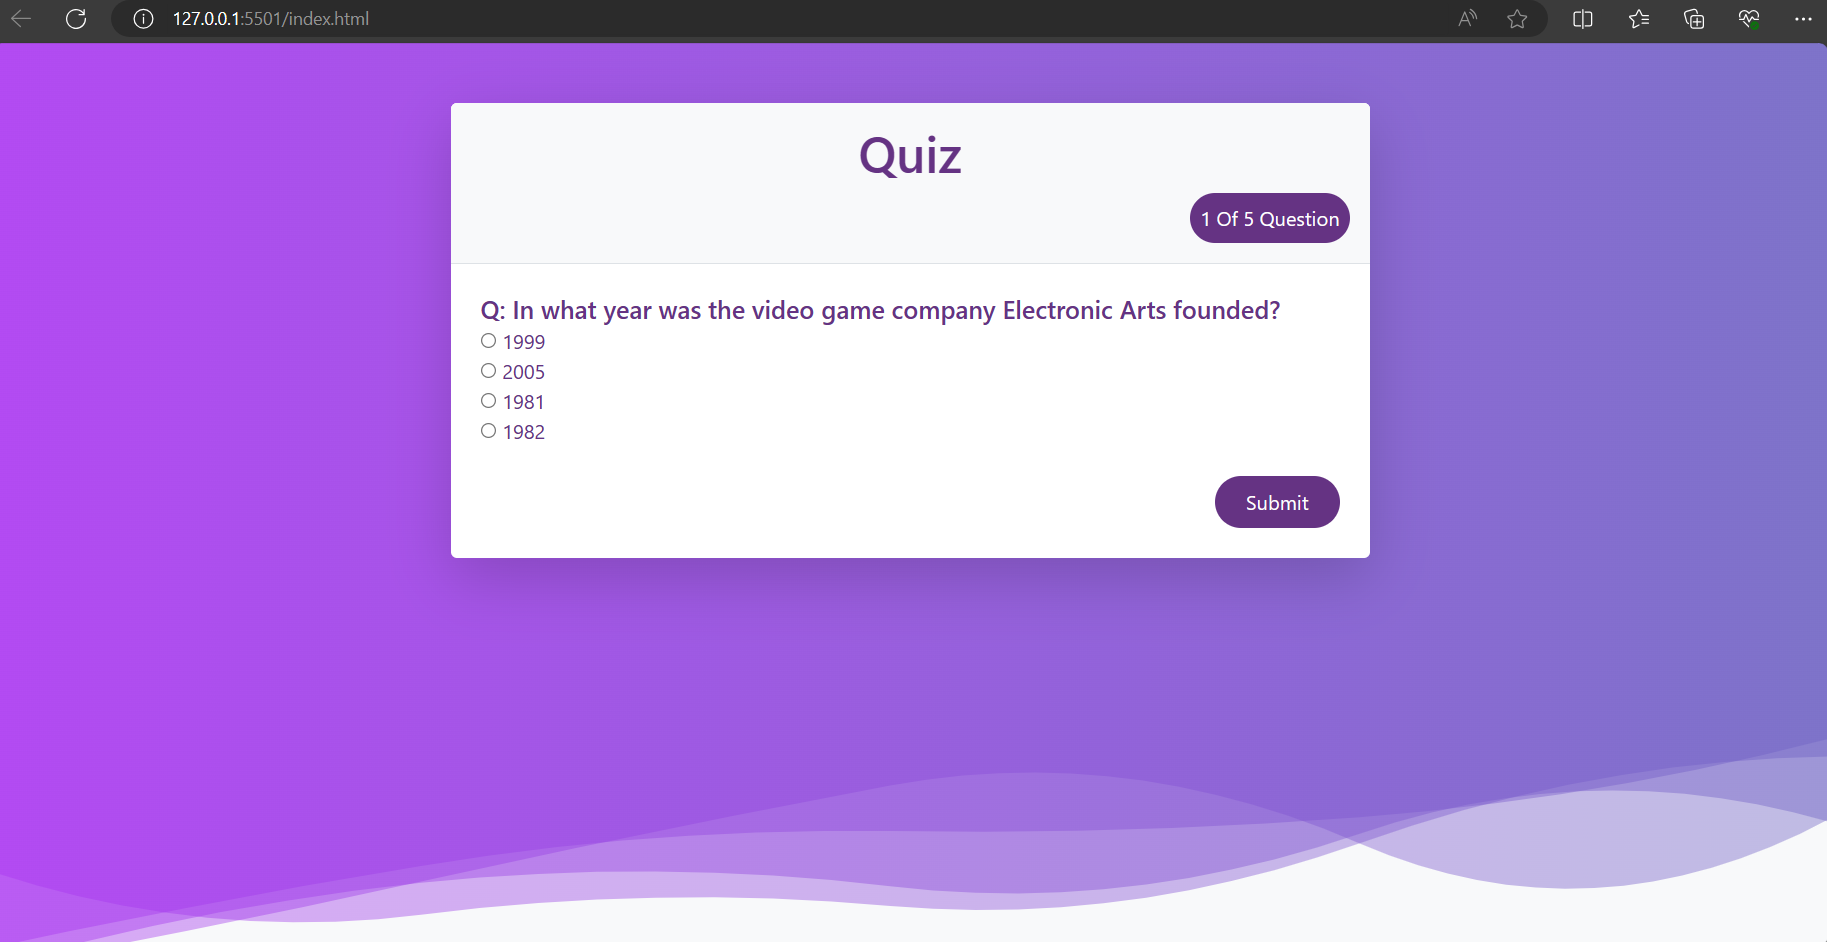 127.0.0.1:5501/index.html
Quiz
1 Of 5 Question
Q: In what year was the video game company Electronic Arts founded?
1999
2005
1981
1982
Submit